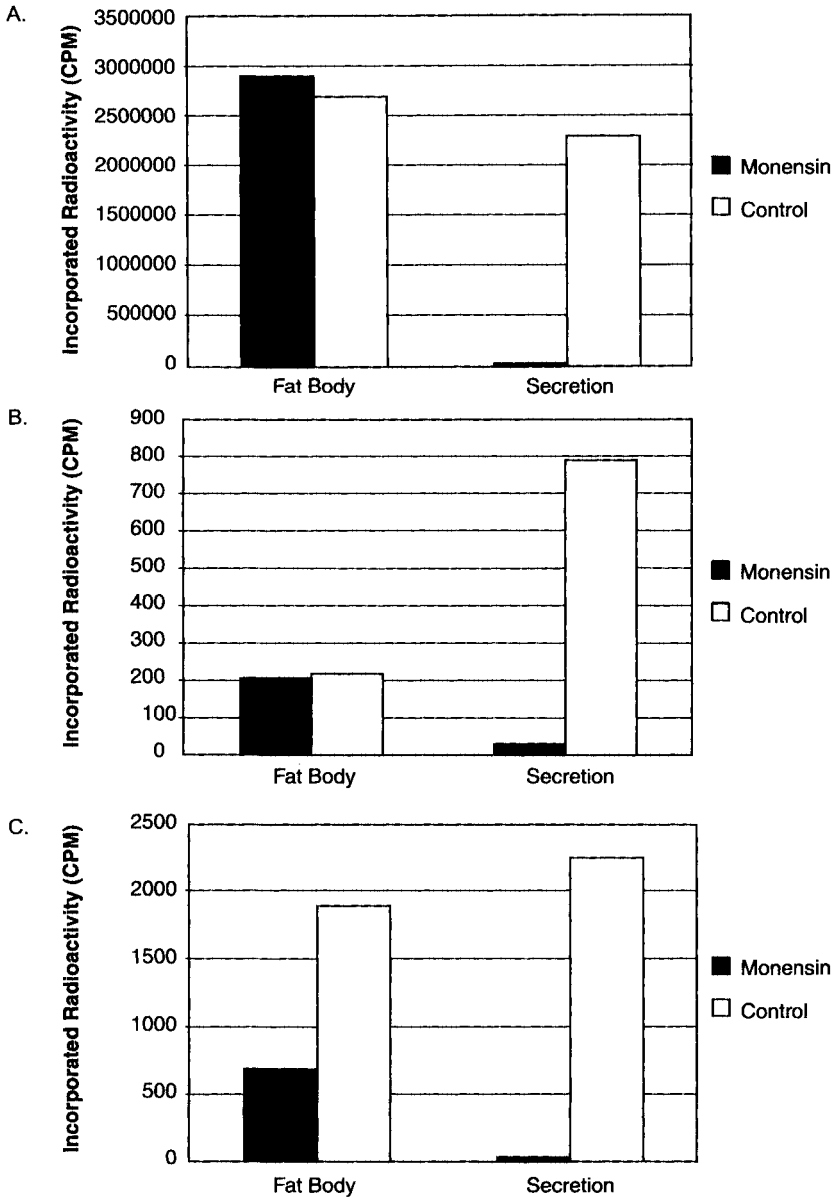 A.
Incorporated Radioactivity (CPM)
3500000
3000000
2500000
2000000
1500000
1000000
500000
0
Fat Body
Secretion
Monensin
Control
B.
Incorporated Radioactivity (CPM)
900
800
700
600
500
400
300
200
100
0
Fat Body
Secretion
Monensin
Control
C.
Incorporated Radioactivity (CPM)
2500
2000
1500
1000
500
0
Fat Body
Secretion
Monensin
Control